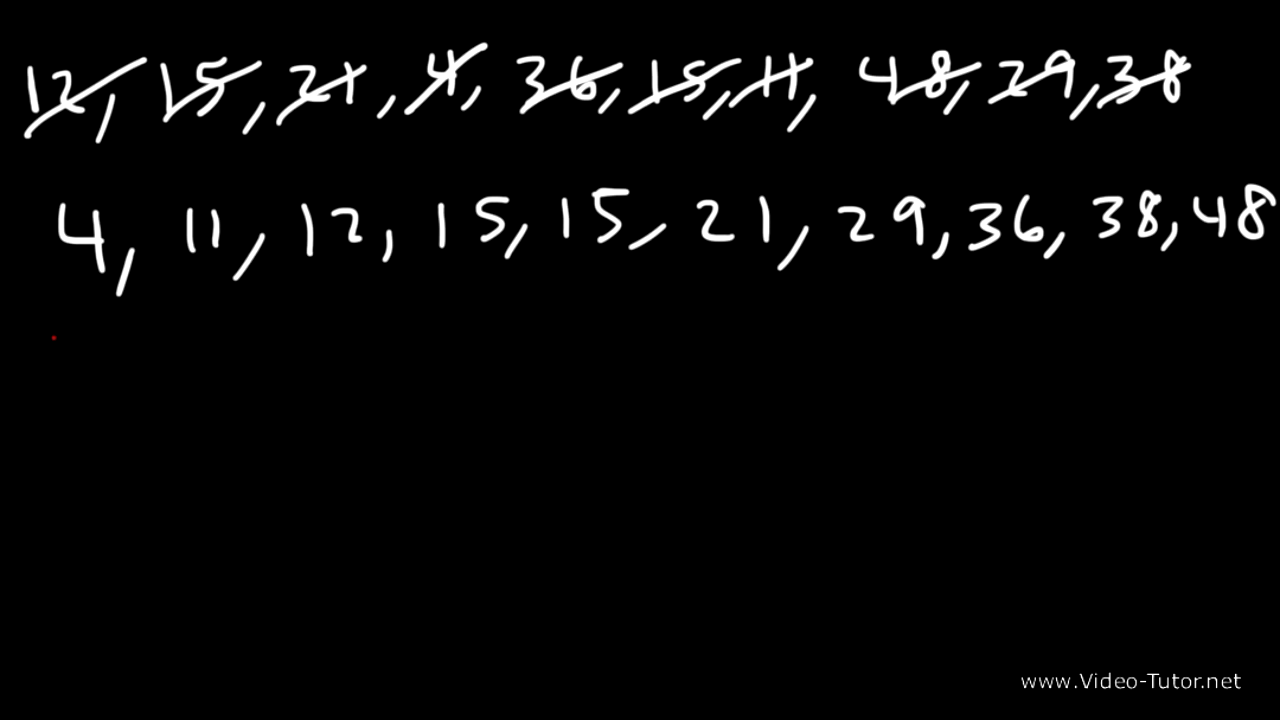 12, 15, 21, 4, 36, 15, 11, 48, 29, 38
4, 11, 12, 15, 15, 21, 29, 36, 38, 48
www.Video-Tutor.net